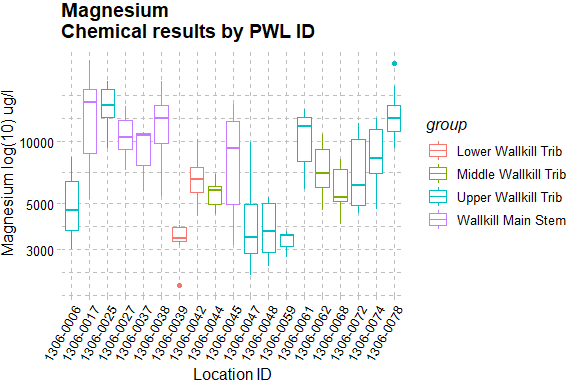 Magnesium
Chemical results by PWL ID
Magnesium log(10) ug/l
10000
5000
3000
1306-0006
1306-0017
1306-0025
1306-0027
1306-0037
1306-0038
1306-0039
1306-0042
1306-0044
1306-0045
1306-0047
1306-0048
1306-0059
1306-0061
1306-0062
1306-0068
1306-0072
1306-0074
1306-0078
Location ID
group
Lower Wallkill Trib
Middle Wallkill Trib
Upper Wallkill Trib
Wallkill Main Stem